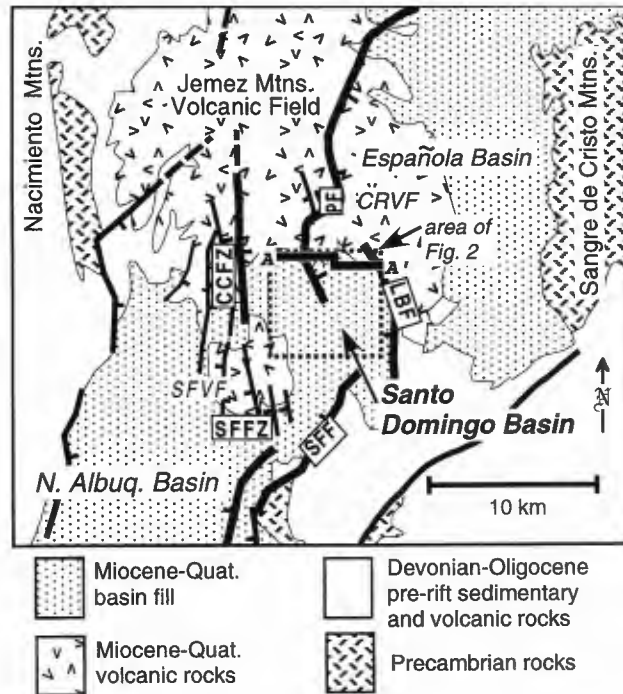 Nacimiento Mtns.
Jemez Mtns.
Volcanic Field
Española Basin
CRVF
PF
area of
Fig. 2
Sangre de Cristo Mtns.
A
A'
CCFZ
LBF
SFVF
SFFZ
SFF
Santo
Domingo Basin
N
N. Albuq. Basin
10 km
Miocene-Quat.
basin fill
Devonian-Oligocene
pre-rift sedimentary
and volcanic rocks
Miocene-Quat.
volcanic rocks
Precambrian rocks